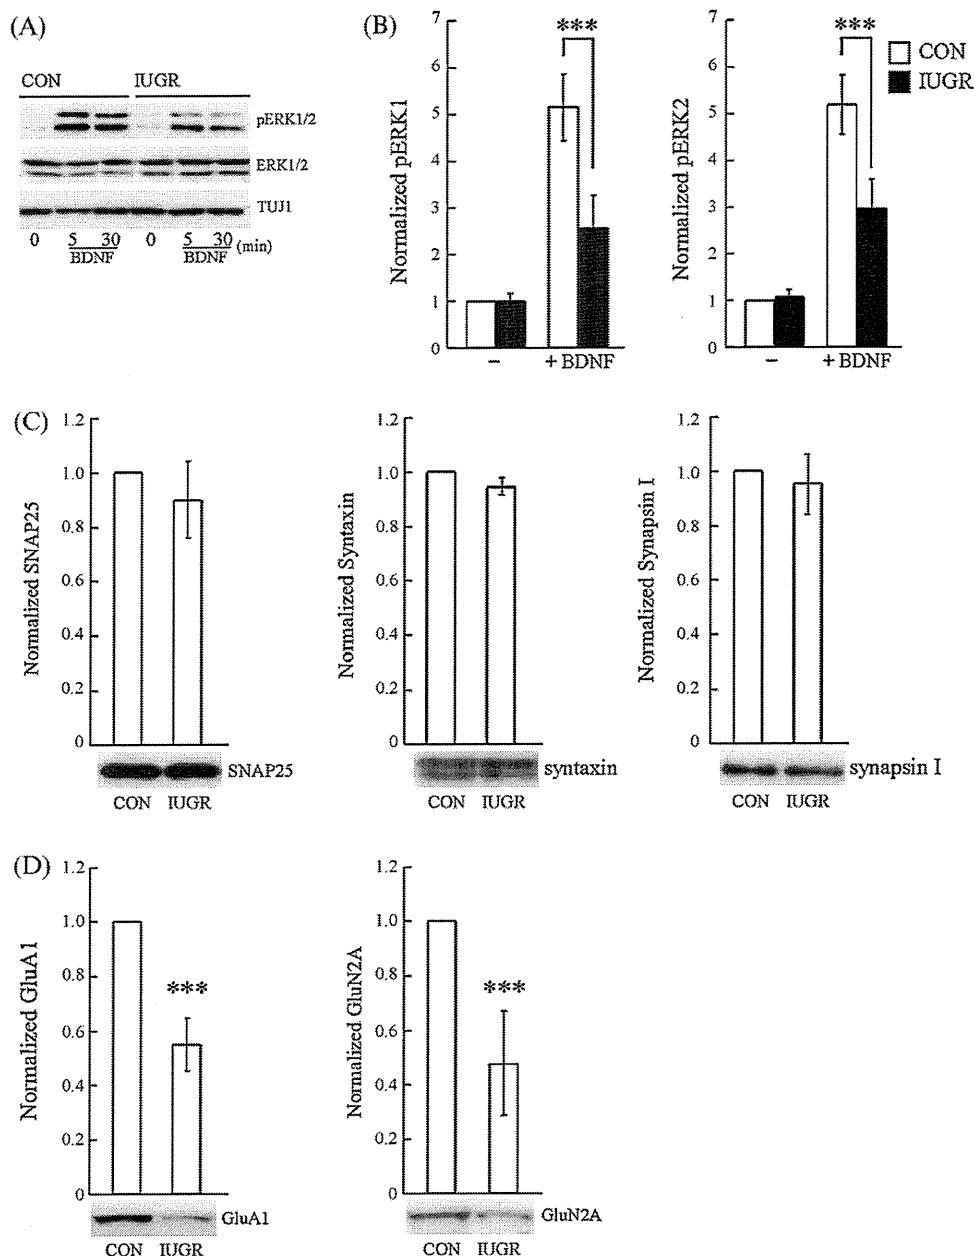 (A)
CON IUGR
pERK1/2
ERK1/2
TUJ1
0 5 30 0 5 30 (min)
BDNF BDNF
(B)
Normalized pERK1
7
6
5
4
3
2
1
0
***
− + BDNF
Normalized pERK2
7
6
5
4
3
2
1
0
***
− + BDNF
CON
IUGR
(C)
Normalized SNAP25
1.2
1.0
0.8
0.6
0.4
0.2
0
SNAP25
CON IUGR
Normalized Syntaxin
1.2
1.0
0.8
0.6
0.4
0.2
0
syntaxin
CON IUGR
Normalized Synapsin I
1.2
1.0
0.8
0.6
0.4
0.2
0
synapsin I
CON IUGR
(D)
Normalized GluA1
1.2
1.0
0.8
0.6
0.4
0.2
0
***
GluA1
CON IUGR
Normalized GluN2A
1.2
1.0
0.8
0.6
0.4
0.2
0
***
GluN2A
CON IUGR